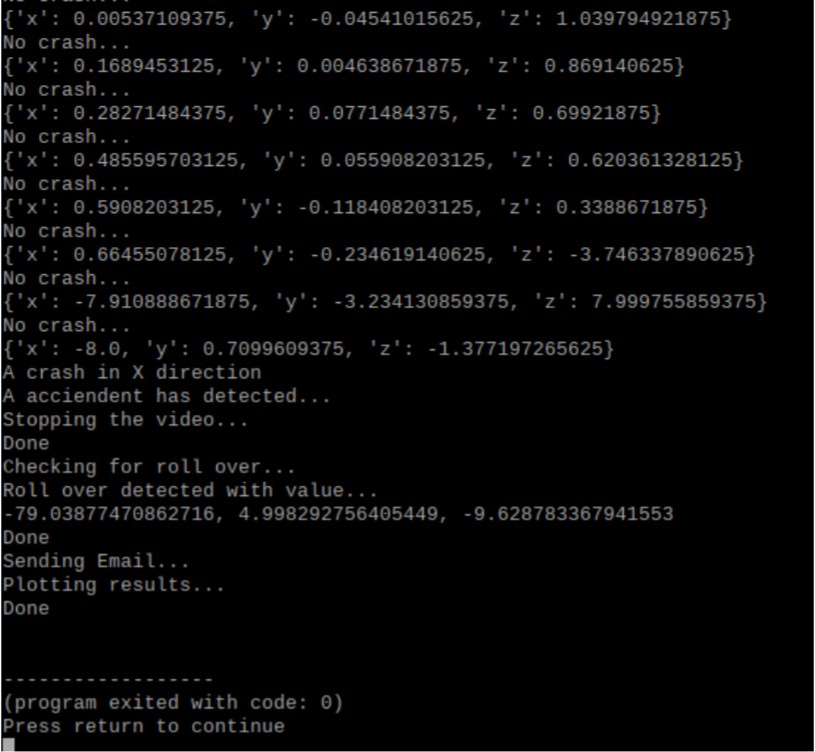 {'x': 0.00537109375, 'y': -0.04541015625, 'z': 1.039794921875}
No crash...
{'x': 0.1689453125, 'y': 0.004638671875, 'z': 0.869140625}
No crash...
{'x': 0.28271484375, 'y': 0.0771484375, 'z': 0.69921875}
No crash...
{'x': 0.485595703125, 'y': 0.055908203125, 'z': 0.620361328125}
No crash...
{'x': 0.5908203125, 'y': -0.118408203125, 'z': 0.3388671875}
No crash...
{'x': 0.66455078125, 'y': -0.234619140625, 'z': -3.746337890625}
No crash...
{'x': -7.910888671875, 'y': -3.234130859375, 'z': 7.999755859375}
No crash...
{'x': -8.0, 'y': 0.7099609375, 'z': -1.377197265625}
A crash in X direction
A acciendent has detected...
Stopping the video...
Done
Checking for roll over...
Roll over detected with value...
-79.03877470862716, 4.998292756405449, -9.628783367941553
Done
Sending Email...
Plotting results...
Done
------------------
(program exited with code: 0)
Press return to continue